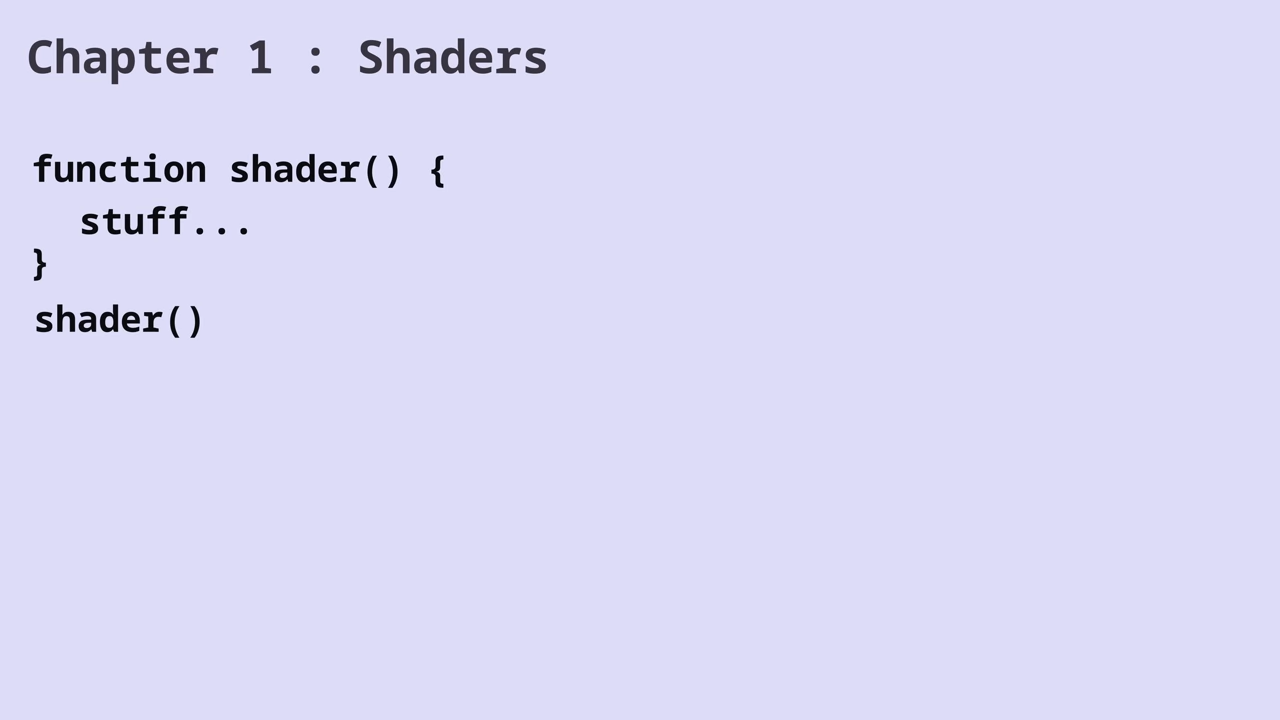 Chapter 1 : Shaders
function shader() {
stuff...
}
shader()